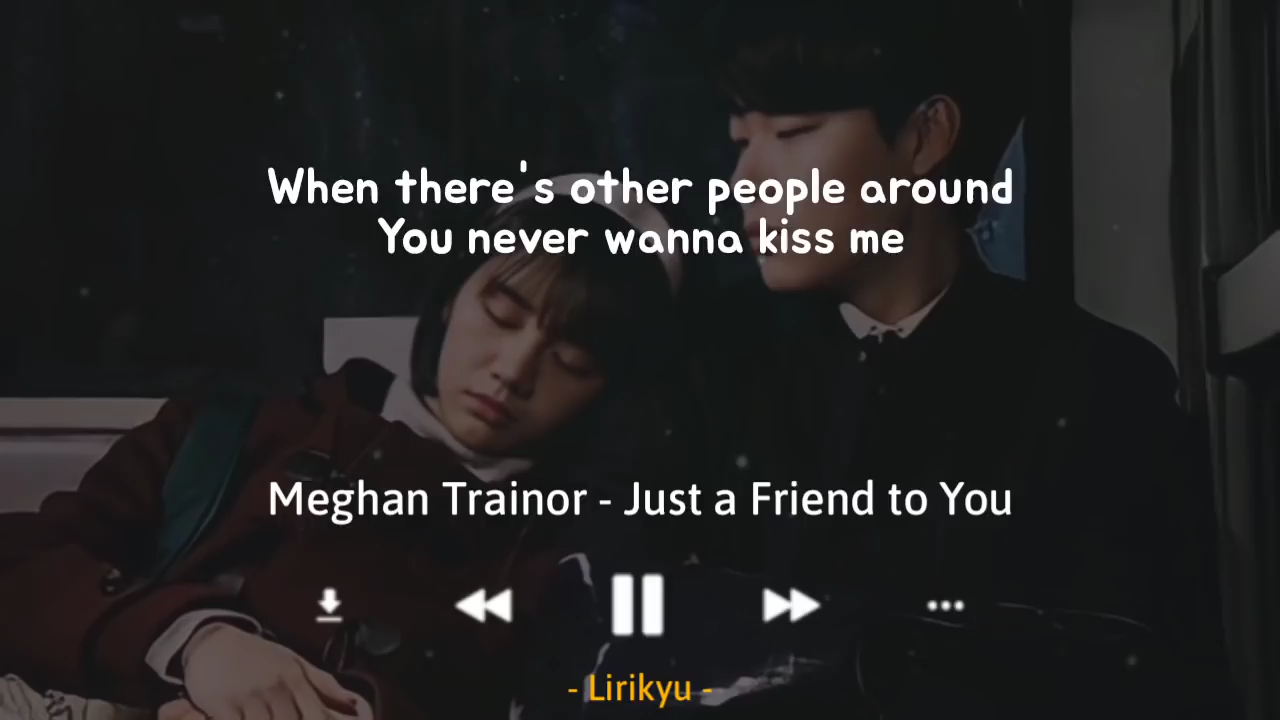 When there's other people around
You never wanna kiss me
Meghan Trainor - Just a Friend to You
- Lirikyu -